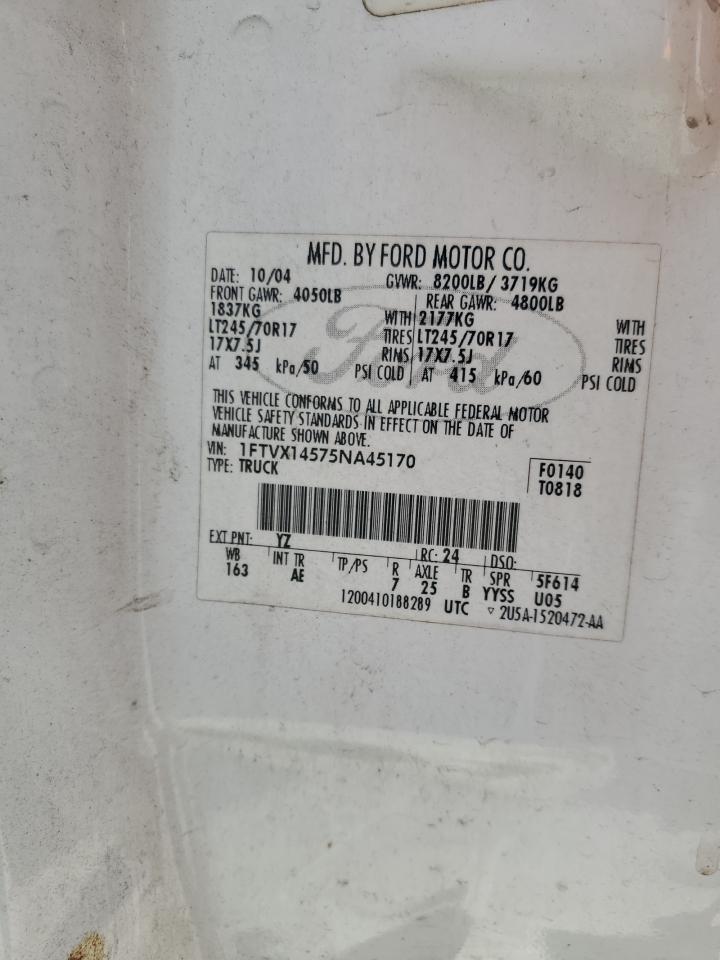 MFD. BY FORD MOTOR CO.
DATE: 10/04 GVWR: 8200LB/ 3719KG
FRONT GAWR: 4050LB REAR GAWR: 4800LB
1837KG WITH 2177KG WITH
LT245/70R17 TIRES LT245/70R17 TIRES
17X7.5J RIMS 17X7.5J RIMS
AT 345 kPa/50 PSI COLD AT 415 kPa/60 PSI COLD
Ford
THIS VEHICLE CONFORMS TO ALL APPLICABLE FEDERAL MOTOR
VEHICLE SAFETY STANDARDS IN EFFECT ON THE DATE OF
MANUFACTURE SHOWN ABOVE.
VIN: 1FTVX14575NA45170
TYPE: TRUCK
F0140
T0818
EXT PNT: YZ RC: 24 DSO:
WB INT TR TP/PS R AXLE TR SPR 5F614
163 AE 7 25 B YYSS U05
1200410188289 UTC ▽ 2U5A-1520472-AA